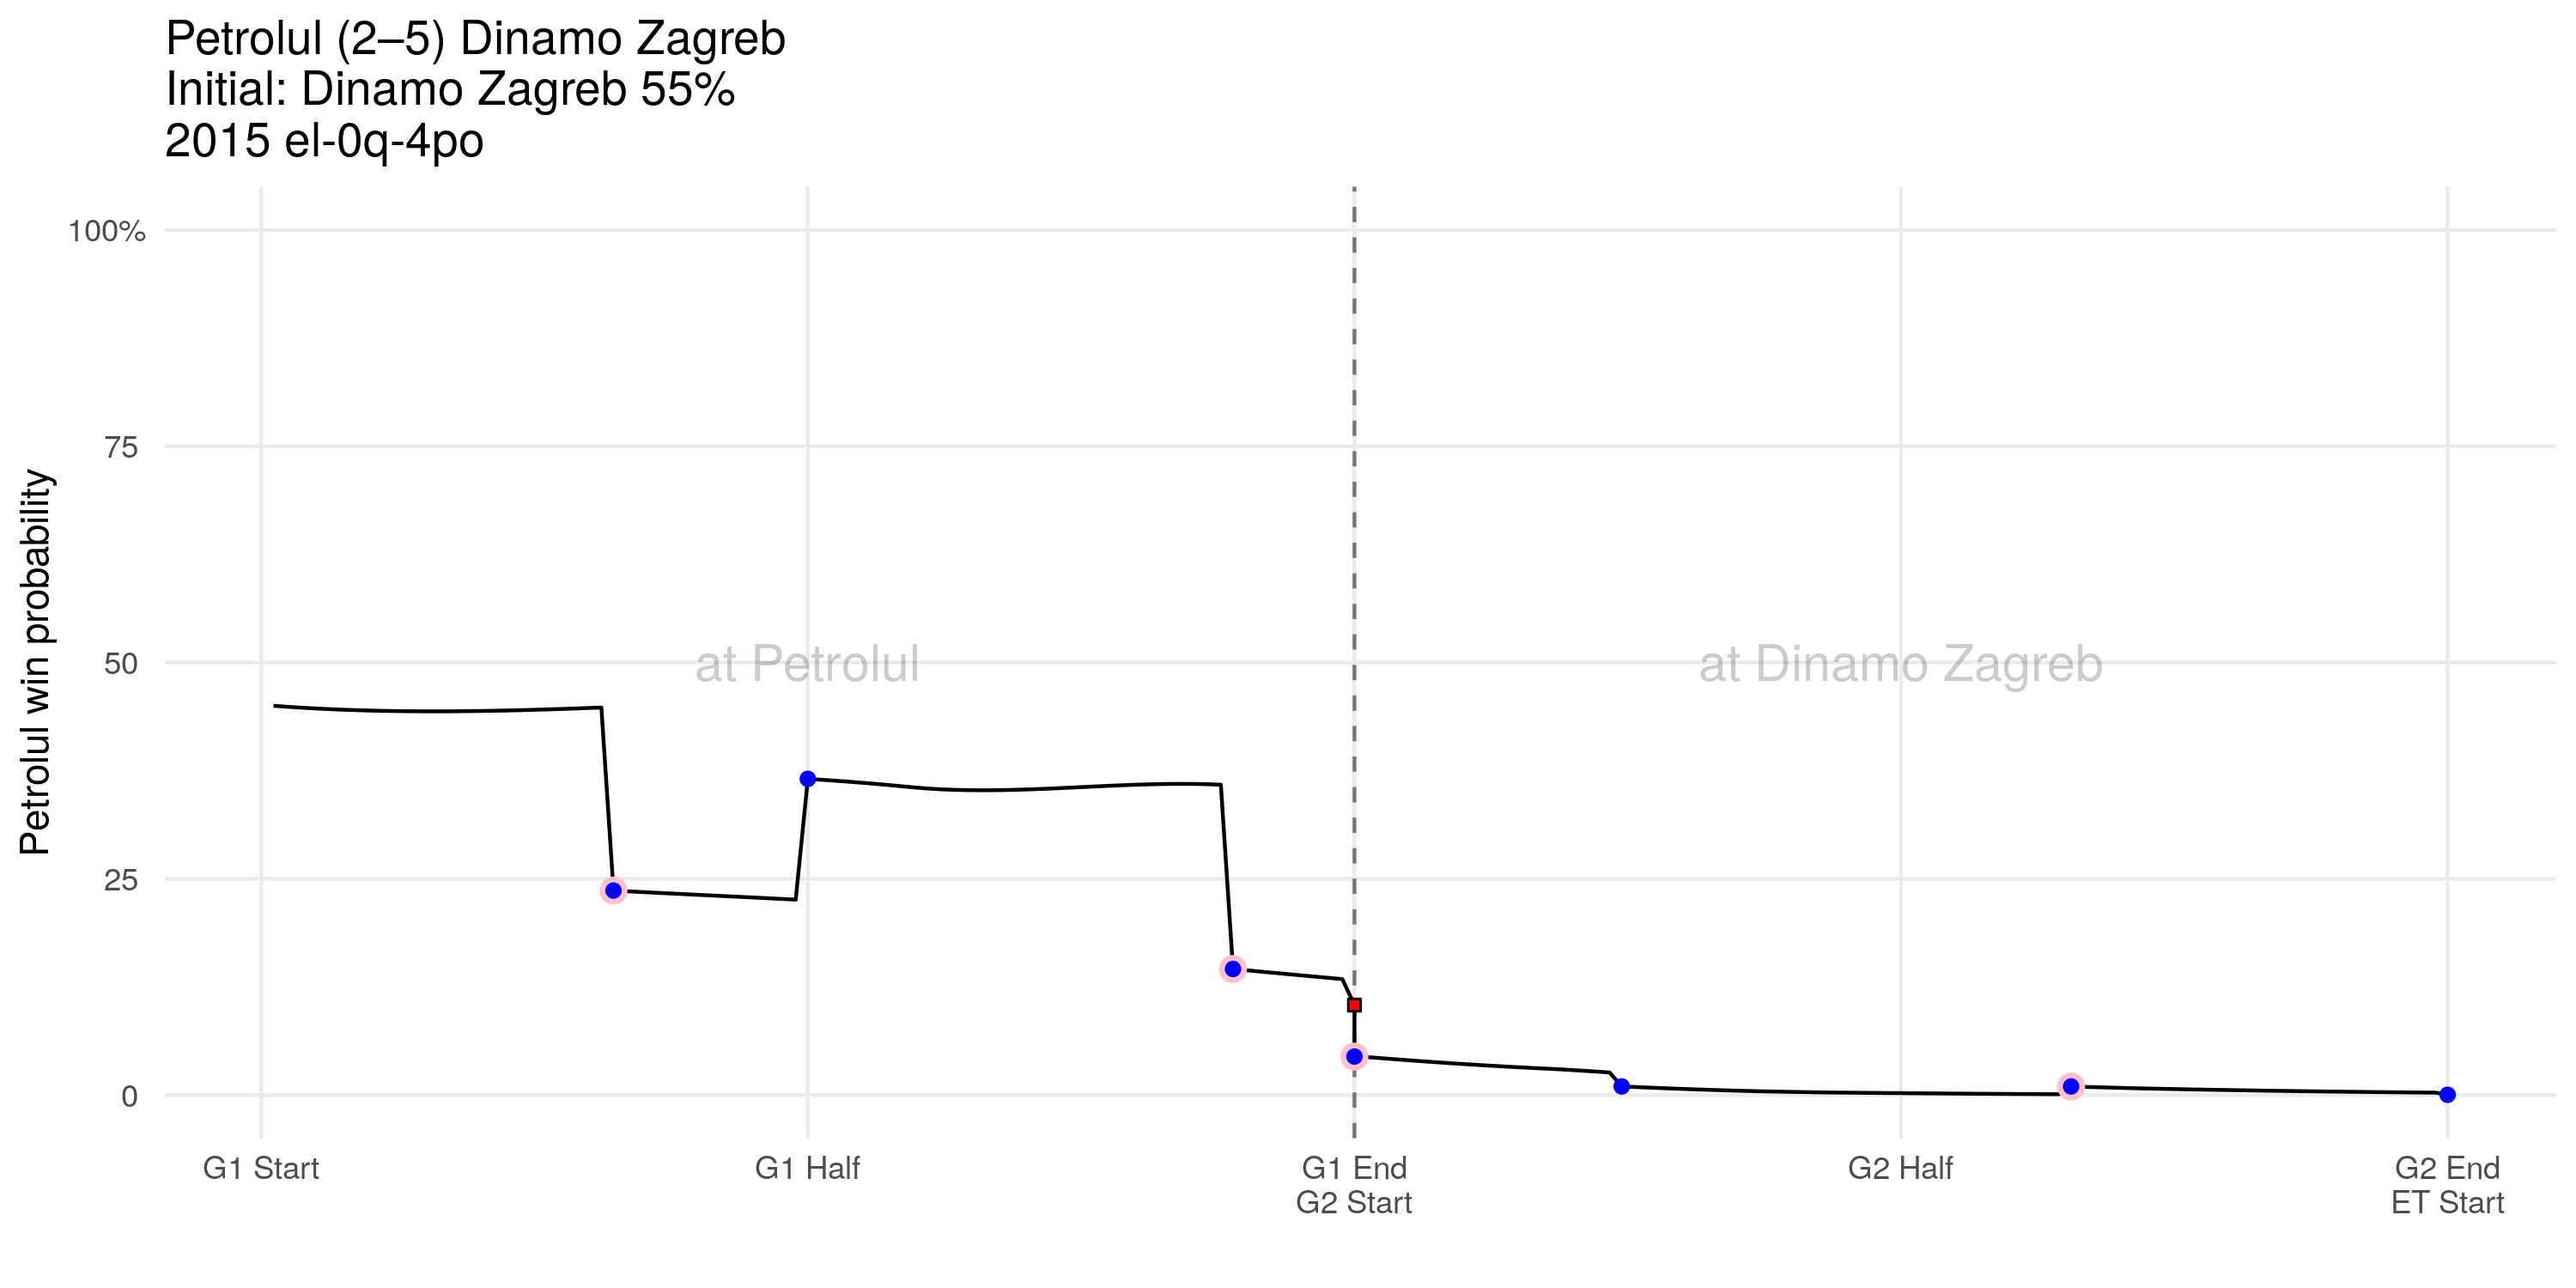 Petrolul (2–5) Dinamo Zagreb
Initial: Dinamo Zagreb 55%
2015 el-0q-4po
Petrolul win probability
100%
75
50
25
0
at Petrolul
at Dinamo Zagreb
G1 Start
G1 Half
G1 End
G2 Start
G2 Half
G2 End
ET Start